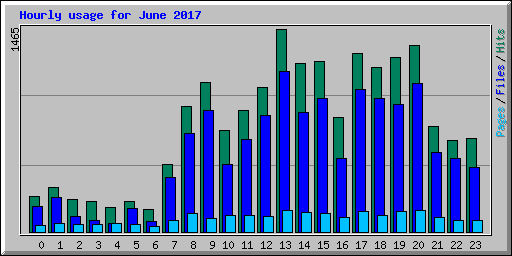 Hourly usage for June 2017
1465
Pages / Files / Hits
0 1 2 3 4 5 6 7 8 9 10 11 12 13 14 15 16 17 18 19 20 21 22 23